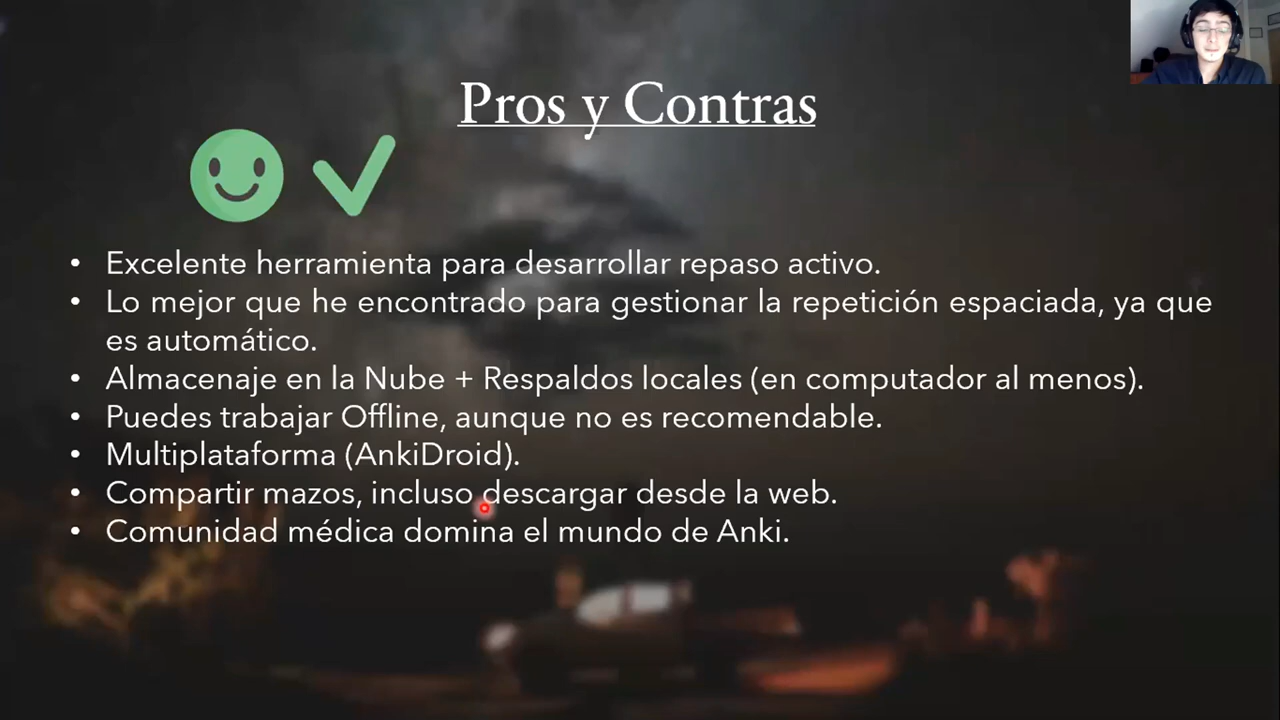 Pros y Contras
• Excelente herramienta para desarrollar repaso activo.
• Lo mejor que he encontrado para gestionar la repetición espaciada, ya que
es automático.
• Almacenaje en la Nube + Respaldos locales (en computador al menos).
• Puedes trabajar Offline, aunque no es recomendable.
• Multiplataforma (AnkiDroid).
• Compartir mazos, incluso descargar desde la web.
• Comunidad médica domina el mundo de Anki.